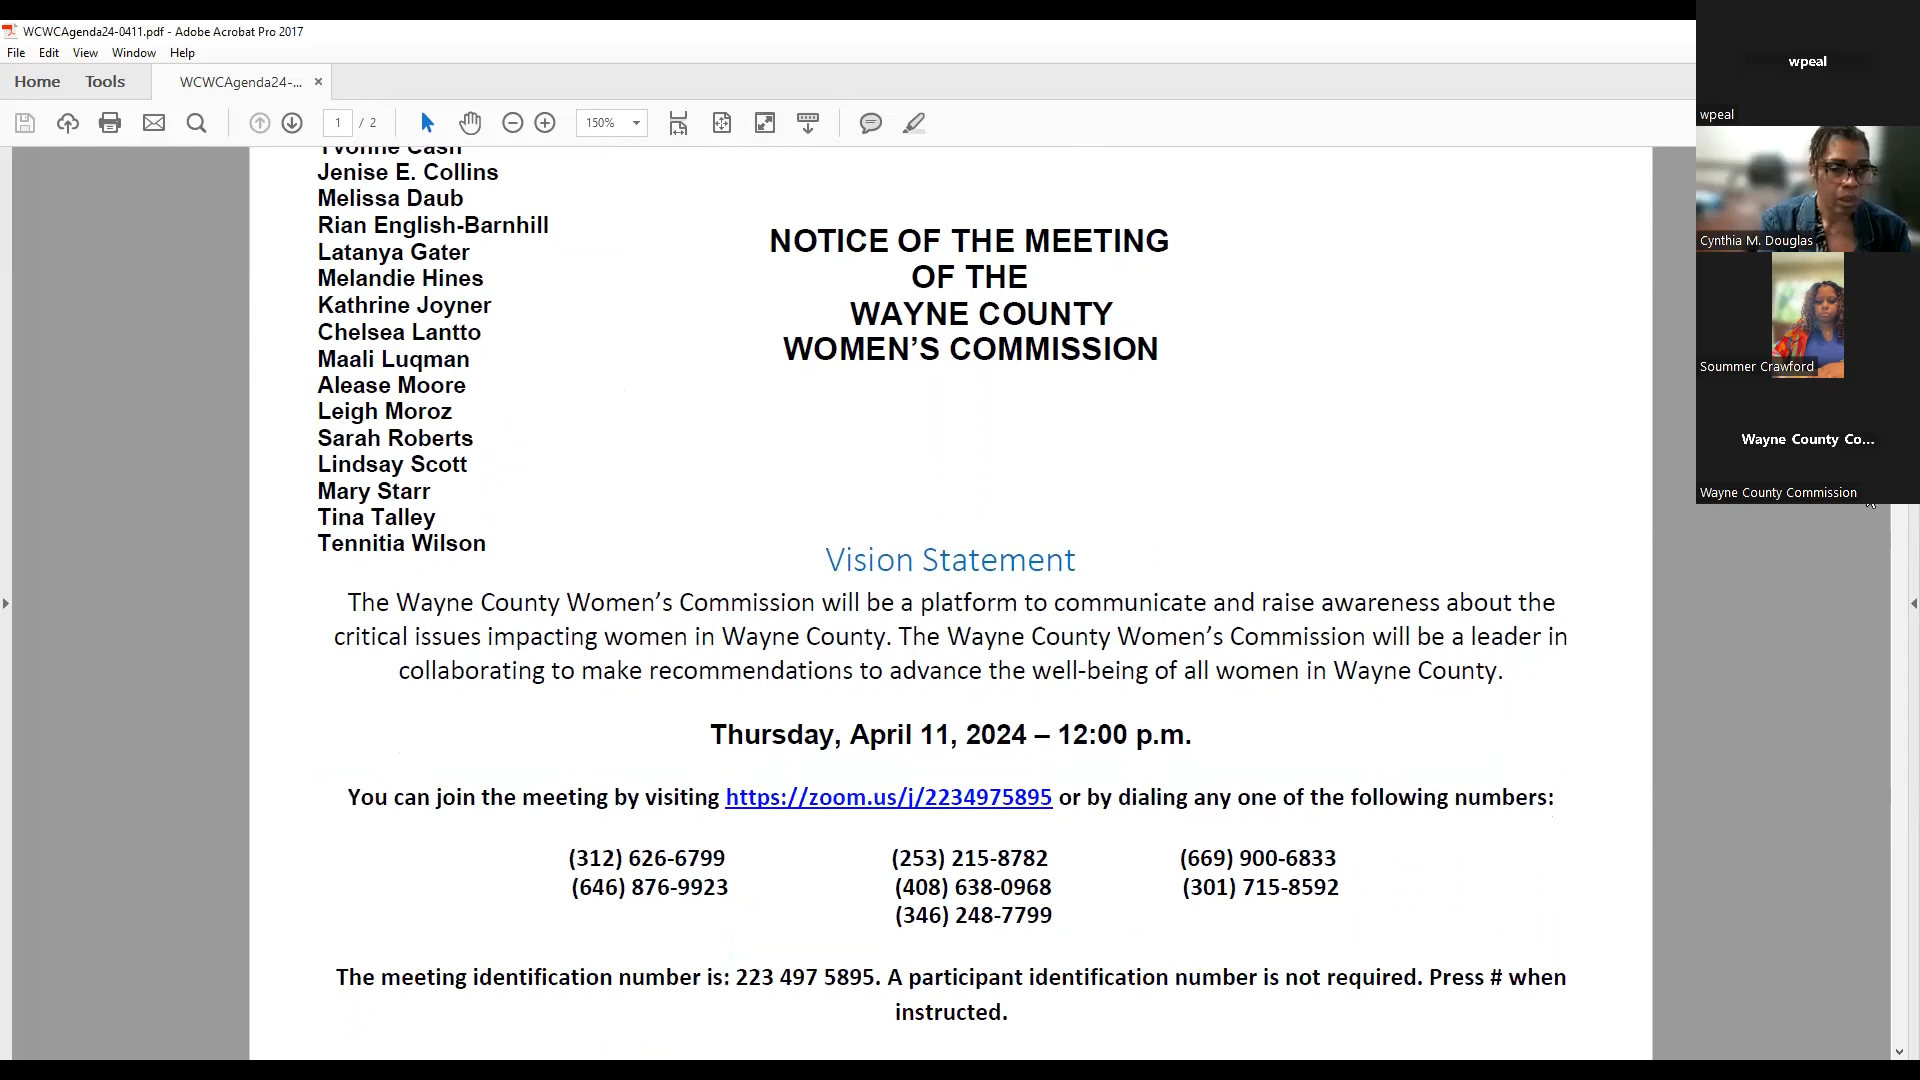 WCWCAgenda24-0411.pdf - Adobe Acrobat Pro 2017
File Edit View Window Help
Home Tools WCWCAgenda24-... ×
1 / 2 150%
Yvonne Cash
Jenise E. Collins
Melissa Daub
Rian English-Barnhill
Latanya Gater
Melandie Hines
Kathrine Joyner
Chelsea Lantto
Maali Luqman
Alease Moore
Leigh Moroz
Sarah Roberts
Lindsay Scott
Mary Starr
Tina Talley
Tennitia Wilson
NOTICE OF THE MEETING
OF THE
WAYNE COUNTY
WOMEN’S COMMISSION
Vision Statement
The Wayne County Women’s Commission will be a platform to communicate and raise awareness about the
critical issues impacting women in Wayne County. The Wayne County Women’s Commission will be a leader in
collaborating to make recommendations to advance the well-being of all women in Wayne County.
Thursday, April 11, 2024 – 12:00 p.m.
You can join the meeting by visiting https://zoom.us/j/2234975895 or by dialing any one of the following numbers:
(312) 626-6799 (253) 215-8782 (669) 900-6833
(646) 876-9923 (408) 638-0968 (301) 715-8592
(346) 248-7799
The meeting identification number is: 223 497 5895. A participant identification number is not required. Press # when
instructed.
wpeal
wpeal
Cynthia M. Douglas
Soummer Crawford
Wayne County Co...
Wayne County Commission